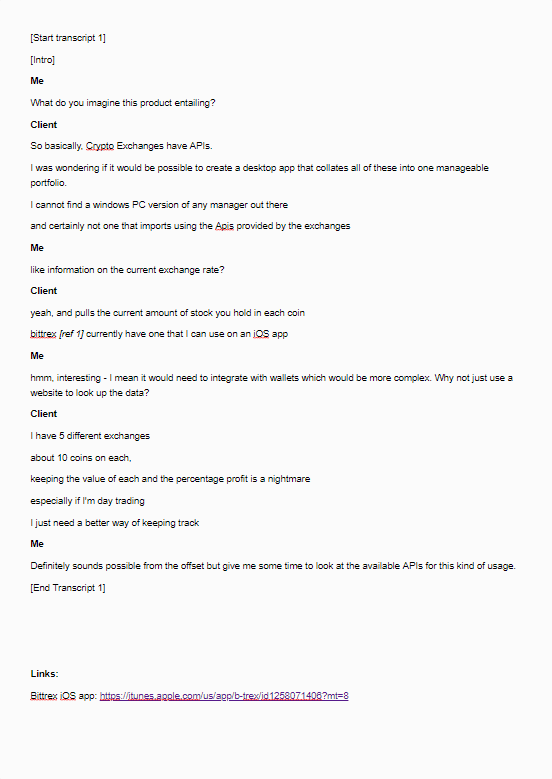 [Start transcript 1]
[Intro]
Me
What do you imagine this product entailing?
Client
So basically, Crypto Exchanges have APIs.
I was wondering if it would be possible to create a desktop app that collates all of these into one manageable
portfolio.
I cannot find a windows PC version of any manager out there
and certainly not one that imports using the Apis provided by the exchanges
Me
like information on the current exchange rate?
Client
yeah, and pulls the current amount of stock you hold in each coin
bittrex [ref 1] currently have one that I can use on an iOS app
Me
hmm, interesting - I mean it would need to integrate with wallets which would be more complex. Why not just use a
website to look up the data?
Client
I have 5 different exchanges
about 10 coins on each,
keeping the value of each and the percentage profit is a nightmare
especially if I'm day trading
I just need a better way of keeping track
Me
Definitely sounds possible from the offset but give me some time to look at the available APIs for this kind of usage.
[End Transcript 1]
Links:
Bittrex iOS app: https://itunes.apple.com/us/app/b-trex/id1258071406?mt=8